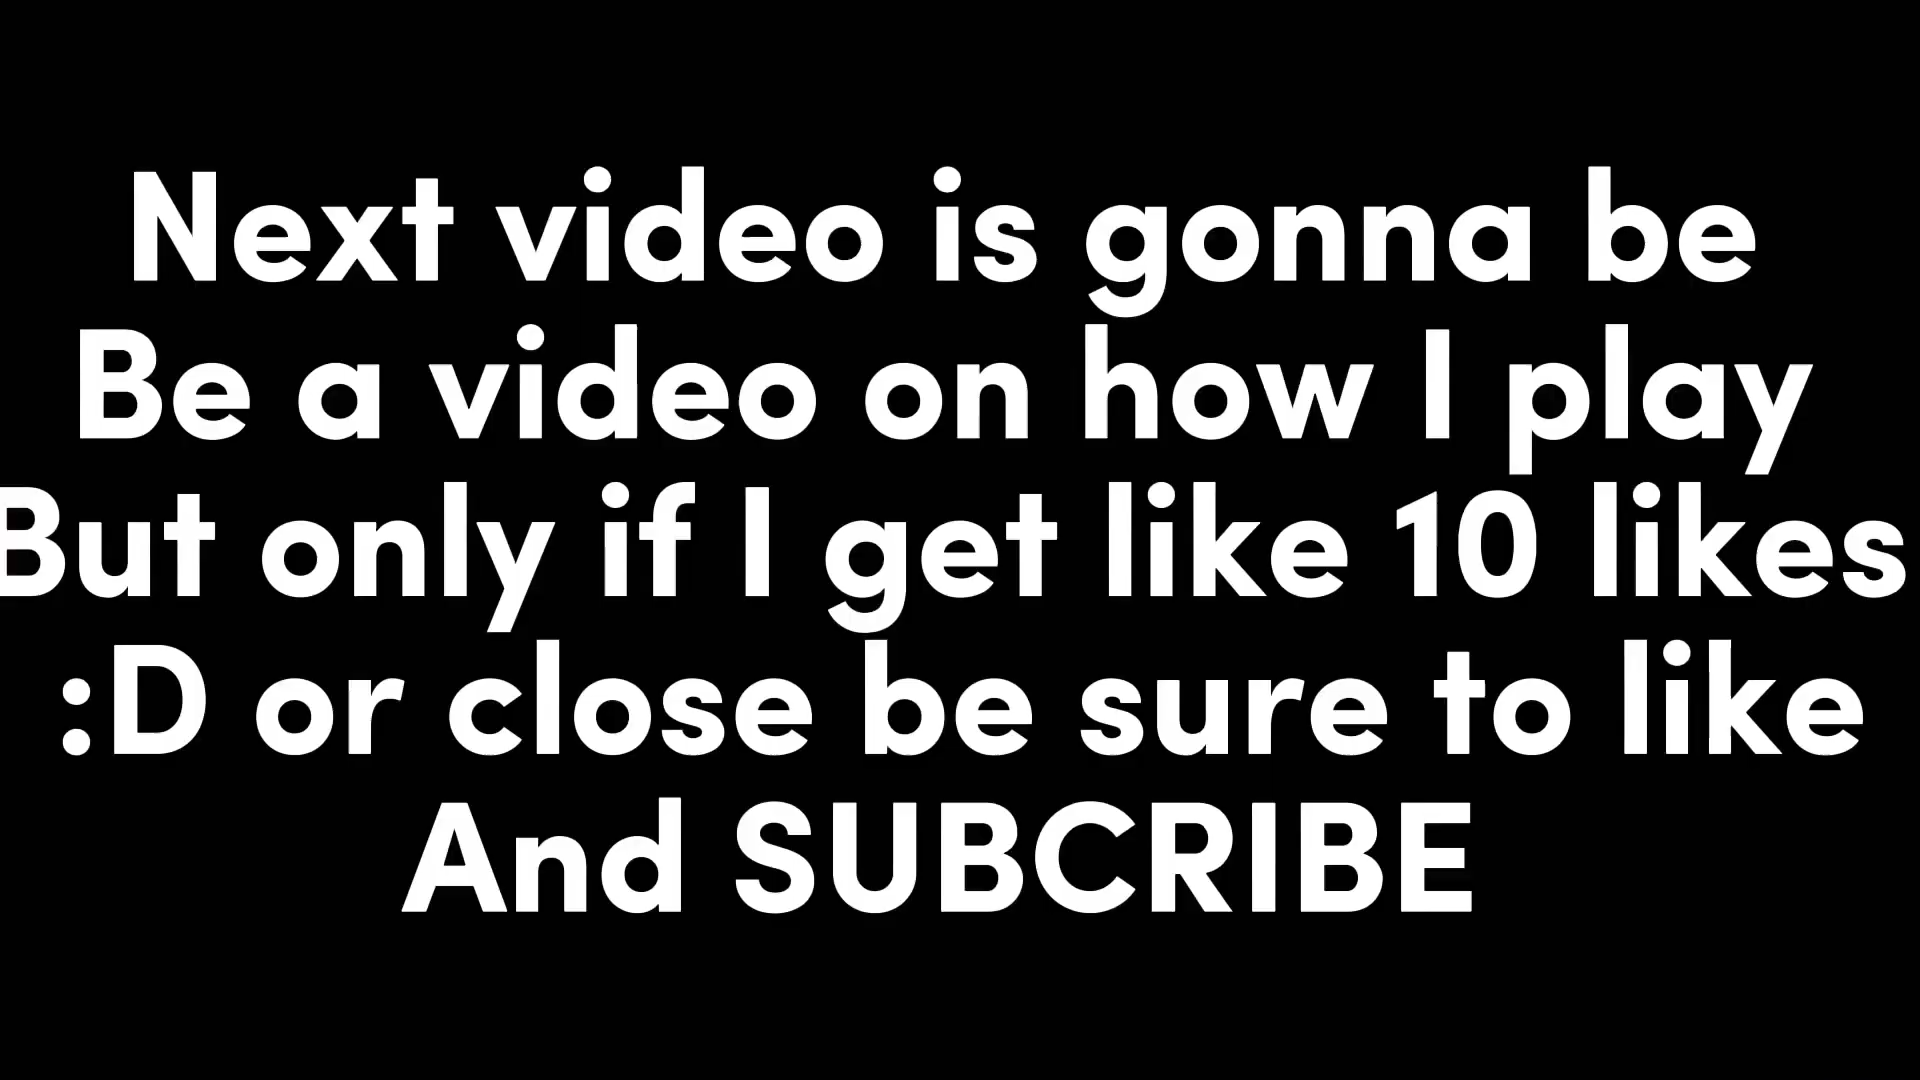 Next video is gonna be
Be a video on how I play
But only if I get like 10 likes
:D or close be sure to like
And SUBCRIBE